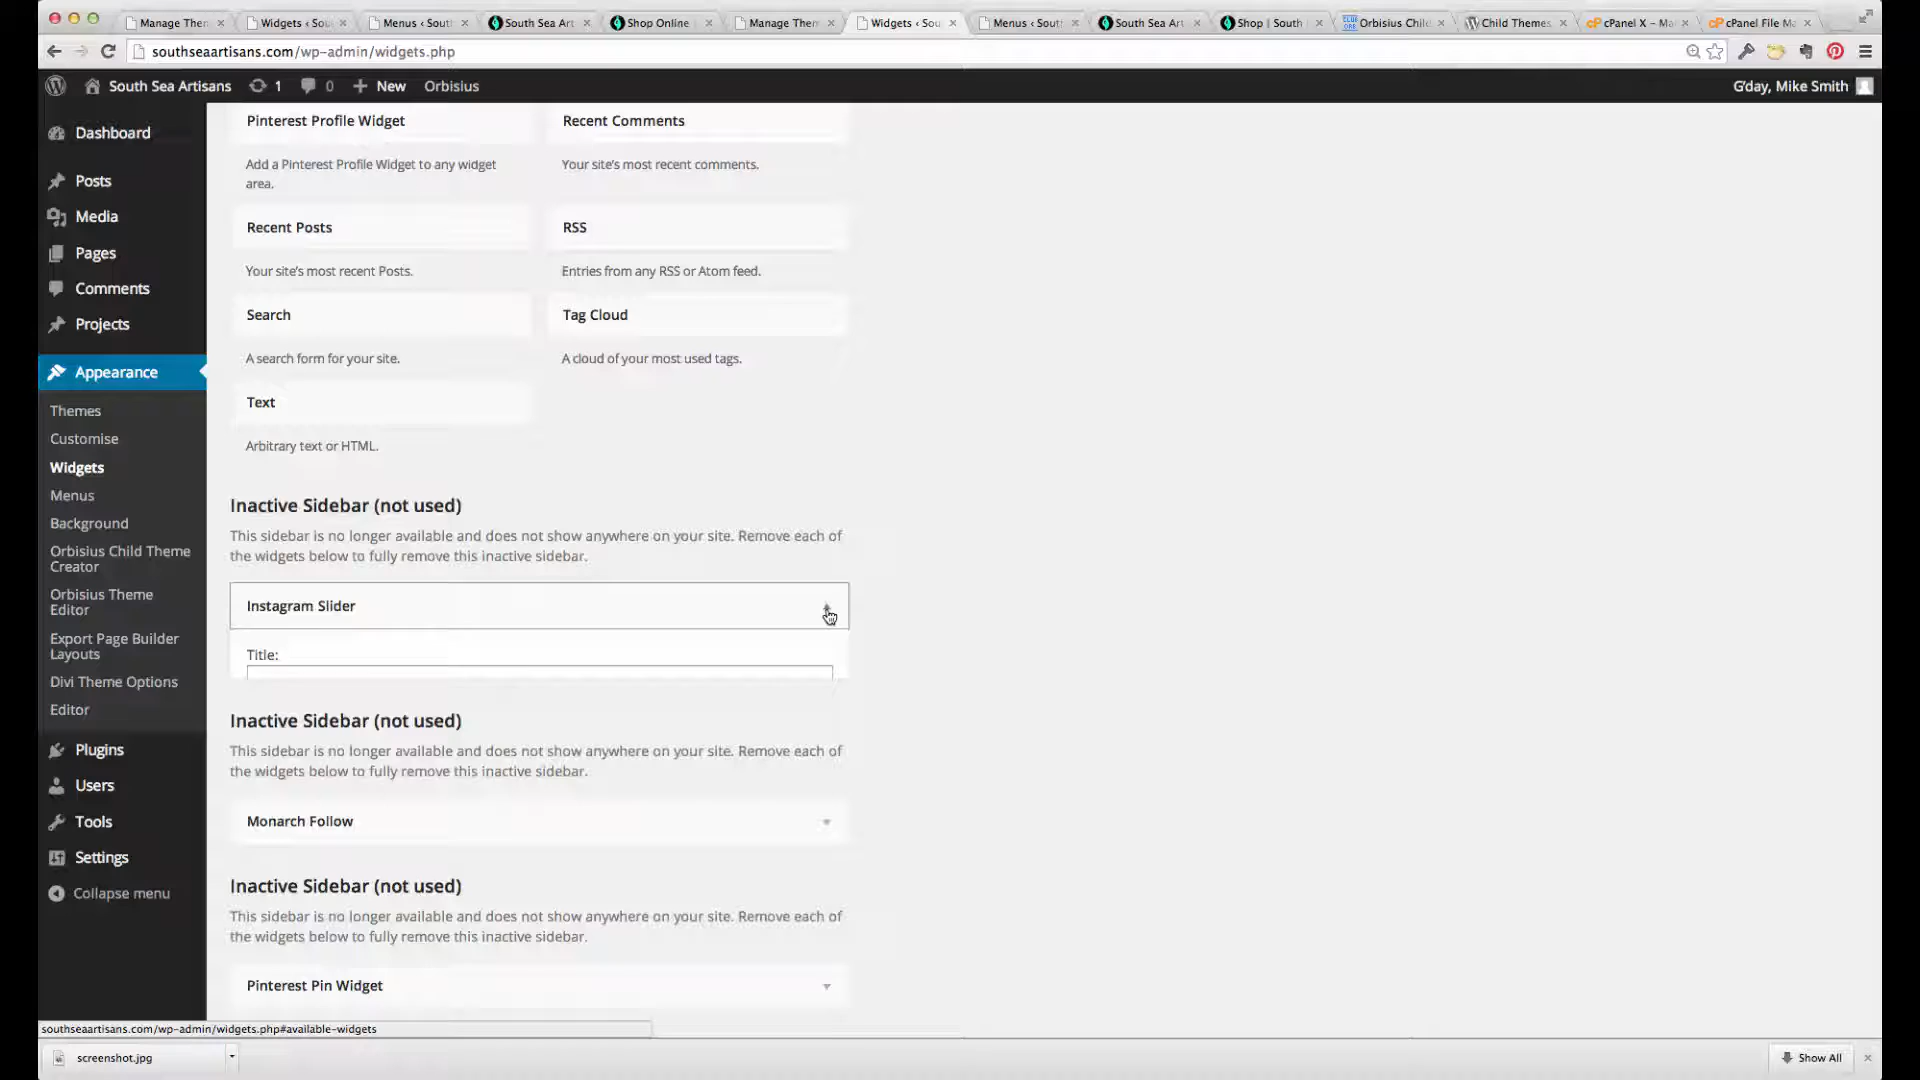 Manage Them
Widgets ‹ Sou
Menus ‹ Sout
South Sea Art
Shop Online
Manage Them
Widgets ‹ Sou
Menus ‹ Sout
South Sea Art
Shop | South
Orbisius Chil
Child Themes
cPanel X – Ma
cPanel File Ma
southseaartisans.com/wp-admin/widgets.php
South Sea Artisans
1
0
New
Orbisius
G'day, Mike Smith
Dashboard
Posts
Media
Pages
Comments
Projects
Appearance
Themes
Customise
Widgets
Menus
Background
Orbisius Child Theme
Creator
Orbisius Theme
Editor
Export Page Builder
Layouts
Divi Theme Options
Editor
Plugins
Users
Tools
Settings
Collapse menu
Pinterest Profile Widget
Add a Pinterest Profile Widget to any widget
area.
Recent Comments
Your site's most recent comments.
Recent Posts
Your site's most recent Posts.
RSS
Entries from any RSS or Atom feed.
Search
A search form for your site.
Tag Cloud
A cloud of your most used tags.
Text
Arbitrary text or HTML.
Inactive Sidebar (not used)
This sidebar is no longer available and does not show anywhere on your site. Remove each of
the widgets below to fully remove this inactive sidebar.
Instagram Slider
Title:
Inactive Sidebar (not used)
This sidebar is no longer available and does not show anywhere on your site. Remove each of
the widgets below to fully remove this inactive sidebar.
Monarch Follow
Inactive Sidebar (not used)
This sidebar is no longer available and does not show anywhere on your site. Remove each of
the widgets below to fully remove this inactive sidebar.
Pinterest Pin Widget
southseaartisans.com/wp-admin/widgets.php#available-widgets
screenshot.jpg
Show All